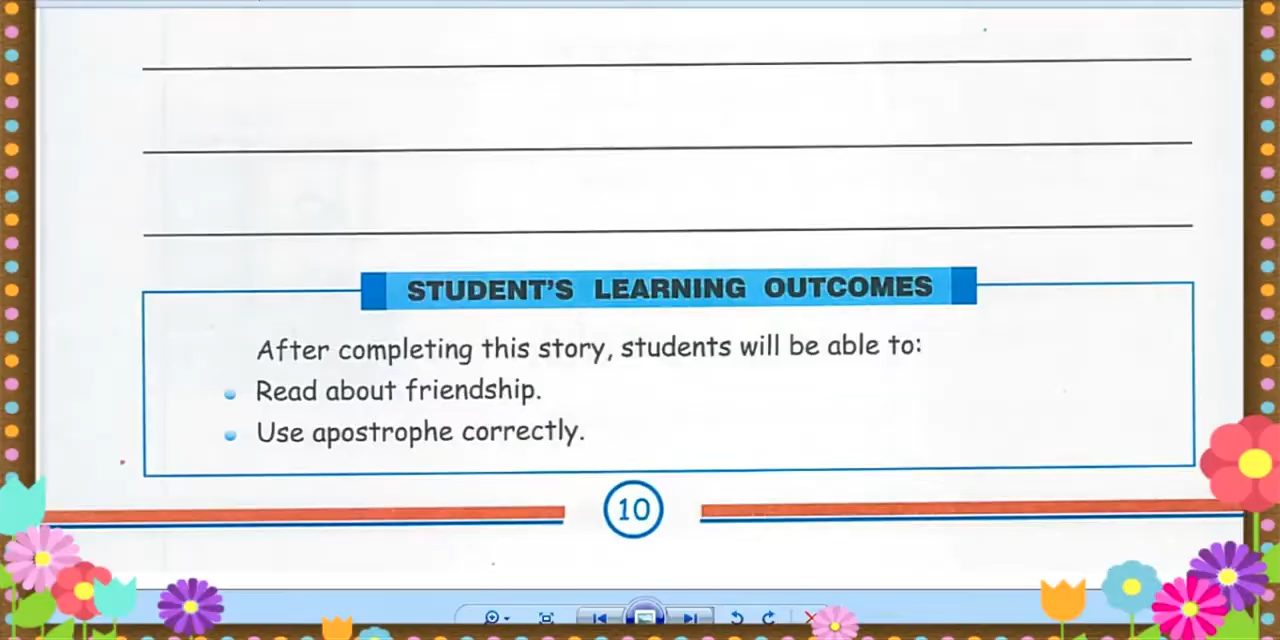 STUDENT'S LEARNING OUTCOMES
After completing this story, students will be able to:
Read about friendship.
Use apostrophe correctly.
10